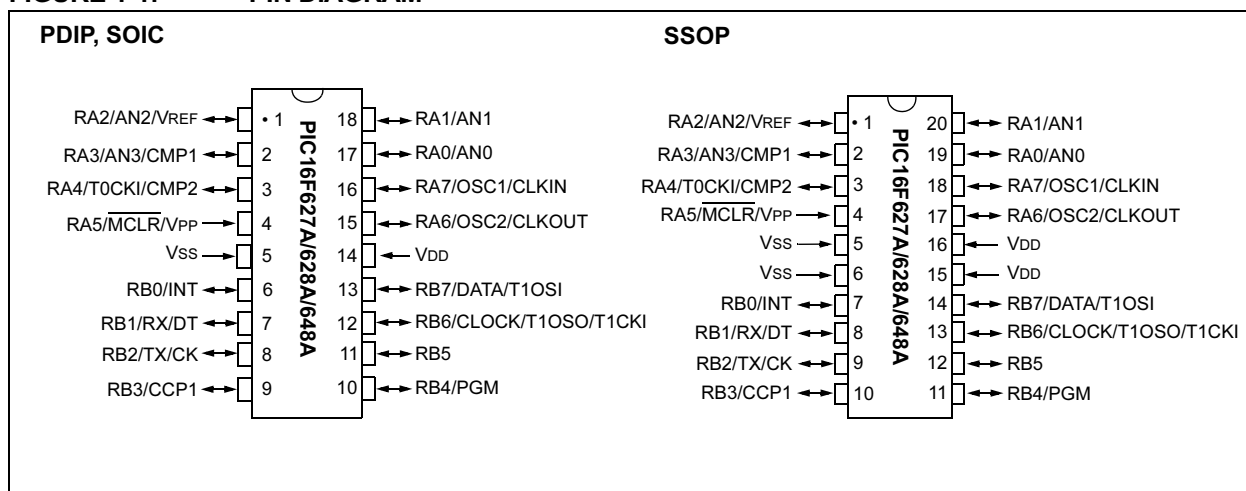 PDIP, SOIC
RA2/AN2/VREF
RA3/AN3/CMP1
RA4/T0CKI/CMP2
RA5/MCLR/VPP
VSS
RB0/INT
RB1/RX/DT
RB2/TX/CK
RB3/CCP1
1
2
3
4
5
6
7
8
9
PIC16F627A/628A/648A
18
17
16
15
14
13
12
11
10
RA1/AN1
RA0/AN0
RA7/OSC1/CLKIN
RA6/OSC2/CLKOUT
VDD
RB7/DATA/T1OSI
RB6/CLOCK/T1OSO/T1CKI
RB5
RB4/PGM
SSOP
RA2/AN2/VREF
RA3/AN3/CMP1
RA4/T0CKI/CMP2
RA5/MCLR/VPP
VSS
VSS
RB0/INT
RB1/RX/DT
RB2/TX/CK
RB3/CCP1
1
2
3
4
5
6
7
8
9
10
PIC16F627A/628A/648A
20
19
18
17
16
15
14
13
12
11
RA1/AN1
RA0/AN0
RA7/OSC1/CLKIN
RA6/OSC2/CLKOUT
VDD
VDD
RB7/DATA/T1OSI
RB6/CLOCK/T1OSO/T1CKI
RB5
RB4/PGM